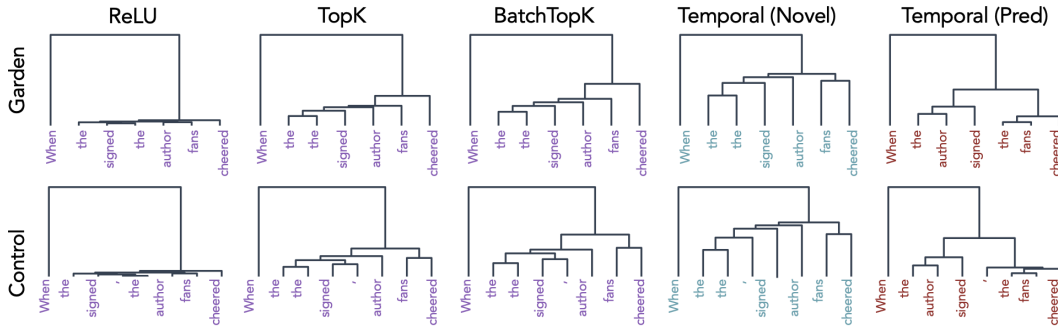 ReLU TopK BatchTopK Temporal (Novel) Temporal (Pred)
Garden
When the signed the author fans cheered
When the the signed author fans cheered
When the the signed author fans cheered
When the the signed author fans cheered
When the author signed the fans cheered
Control
When the signed , the author fans cheered
When the the signed , author fans cheered
When the the signed , author fans cheered
When the the , signed author fans cheered
When the author signed , the fans cheered